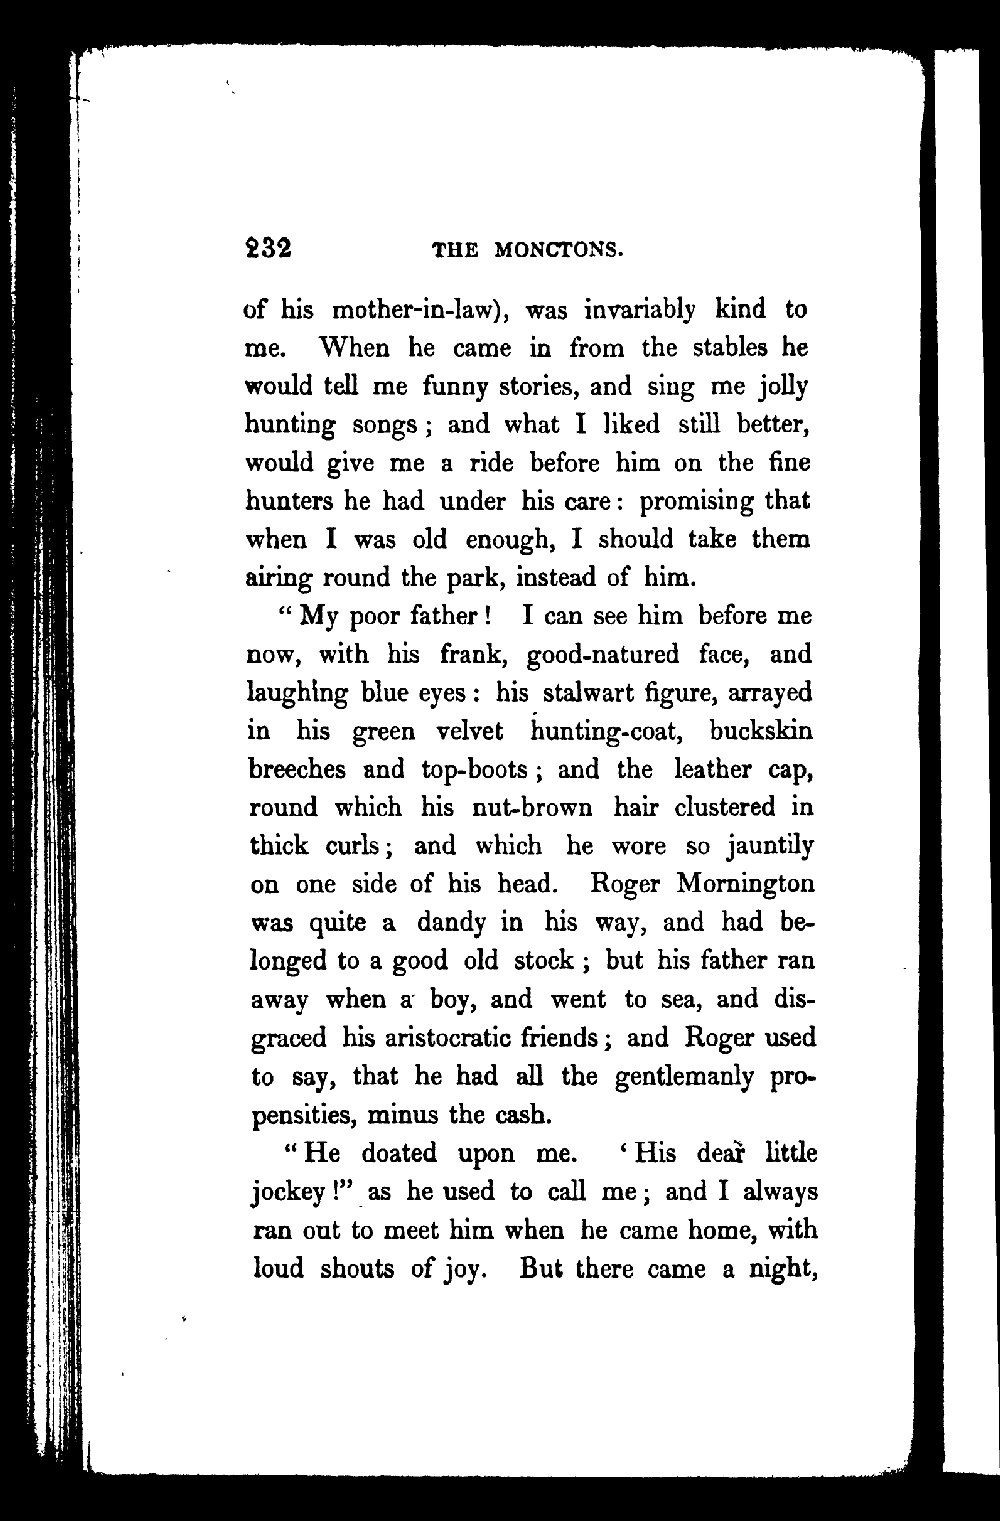 232 THE MONCTONS.
of his mother-in-law), was invariably kind to
me. When he came in from the stables he
would tell me funny stories, and sing me jolly
hunting songs ; and what I liked still better,
would give me a ride before him on the fine
hunters he had under his care : promising that
when I was old enough, I should take them
airing round the park, instead of him.
“ My poor father ! I can see him before me
now, with his frank, good-natured face, and
laughing blue eyes : his stalwart figure, arrayed
in his green velvet hunting-coat, buckskin
breeches and top-boots ; and the leather cap,
round which his nut-brown hair clustered in
thick curls ; and which he wore so jauntily
on one side of his head. Roger Mornington
was quite a dandy in his way, and had be-
longed to a good old stock ; but his father ran
away when a boy, and went to sea, and dis-
graced his aristocratic friends ; and Roger used
to say, that he had all the gentlemanly pro-
pensities, minus the cash.
“ He doated upon me. ‘ His dear little
jockey !” as he used to call me ; and I always
ran out to meet him when he came home, with
loud shouts of joy. But there came a night,